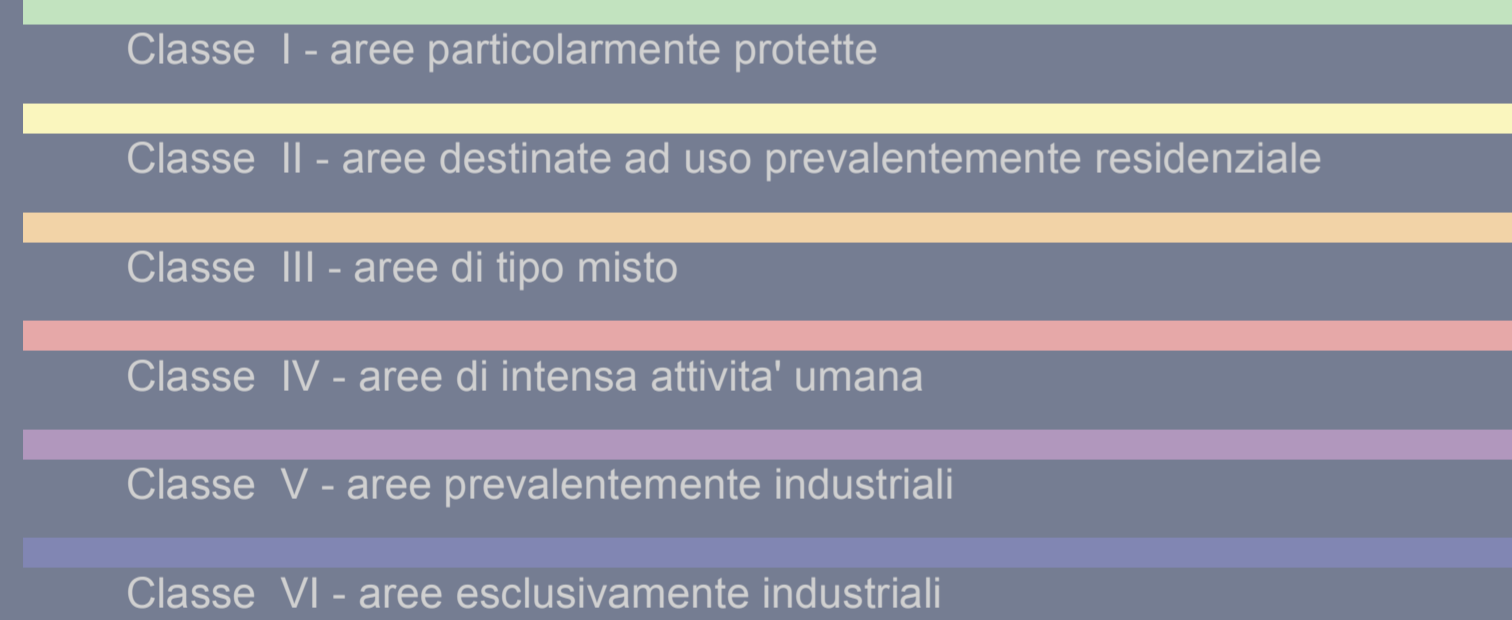 Classe  I - aree particolarmente protette
Classe  II - aree destinate ad uso prevalentemente residenziale
Classe  III - aree di tipo misto
Classe  IV - aree di intensa attivita' umana
Classe  V - aree prevalentemente industriali
Classe  VI - aree esclusivamente industriali